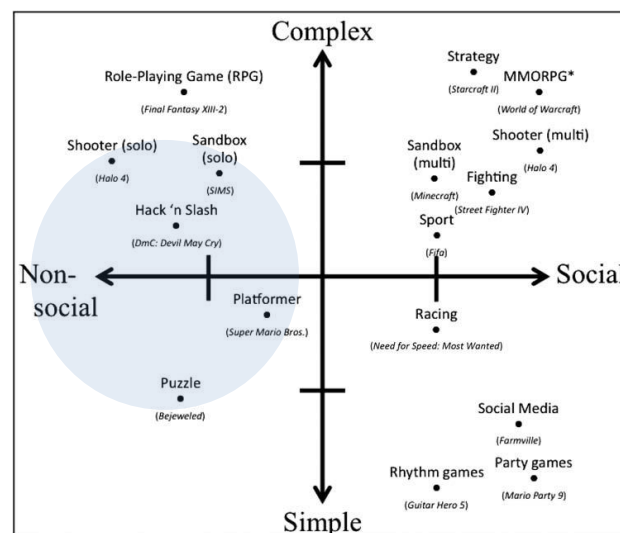 Complex
Strategy
(Starcraft II)
Role-Playing Game (RPG)
(Final Fantasy XIII-2)
MMORPG*
(World of Warcraft)
Shooter (solo)
(Halo 4)
Sandbox
(solo)
(SIMS)
Sandbox
(multi)
(Minecraft)
Shooter (multi)
(Halo 4)
Fighting
(Street Fighter IV)
Hack ‘n Slash
(DmC: Devil May Cry)
Sport
(Fifa)
Non-
social
Social
Platformer
(Super Mario Bros.)
Racing
(Need for Speed: Most Wanted)
Puzzle
(Bejeweled)
Social Media
(Farmville)
Rhythm games
(Guitar Hero 5)
Party games
(Mario Party 9)
Simple